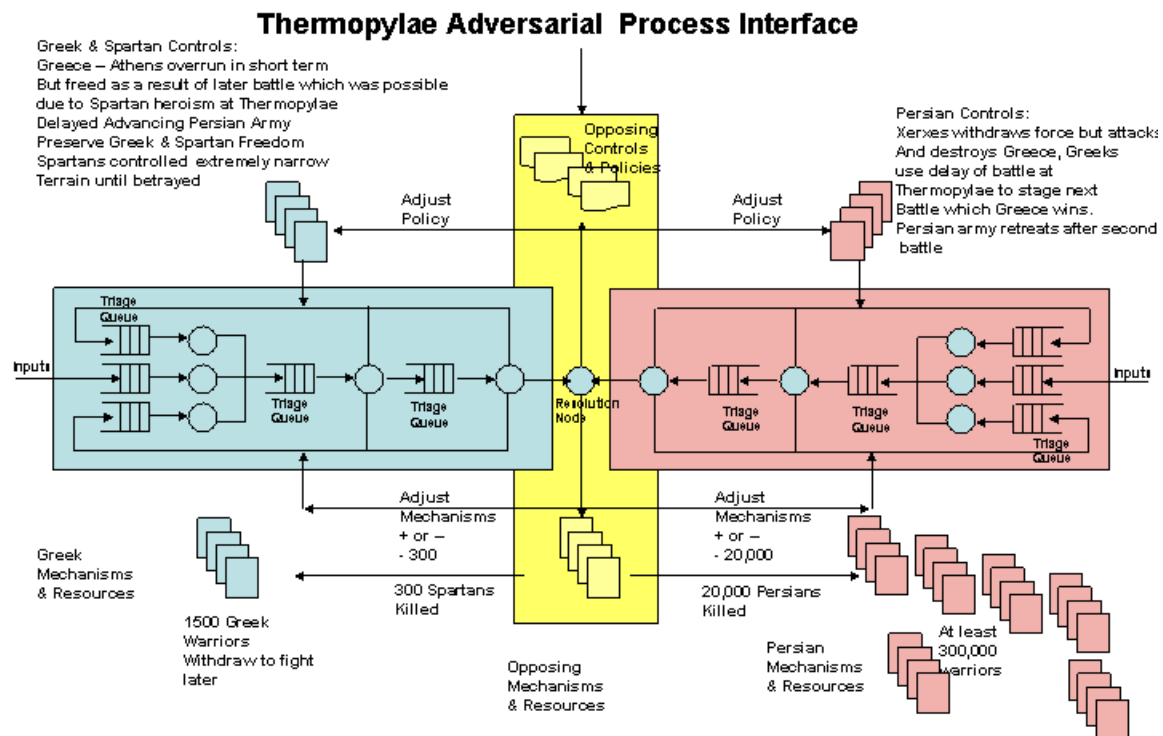 Thermopylae Adversarial Process Interface
Greek & Spartan Controls:
Greece – Athens overrun in short term
But freed as a result of later battle which was possible
due to Spartan heroism at Thermopylae
Delayed Advancing Persian Army
Preserve Greek & Spartan Freedom
Spartans controlled extremely narrow
Terrain until betrayed
Opposing
Controls
& Policies
Persian Controls:
Xerxes withdraws force but attacks
And destroys Greece, Greeks
use delay of battle at
Thermopylae to stage next
Battle which Greece wins.
Persian army retreats after second
battle
Adjust
Policy
Adjust
Policy
Triage
Queue
Inputs
Triage
Queue
Triage
Queue
Resolution
Node
Triage
Queue
Triage
Queue
Inputs
Triage
Queue
Adjust
Mechanisms
+ or –
- 300
Adjust
Mechanisms
+ or –
- 20,000
Greek
Mechanisms
& Resources
300 Spartans
Killed
20,000 Persians
Killed
1500 Greek
Warriors
Withdraw to fight
later
Opposing
Mechanisms
& Resources
Persian
Mechanisms
& Resources
At least
300,000
warriors